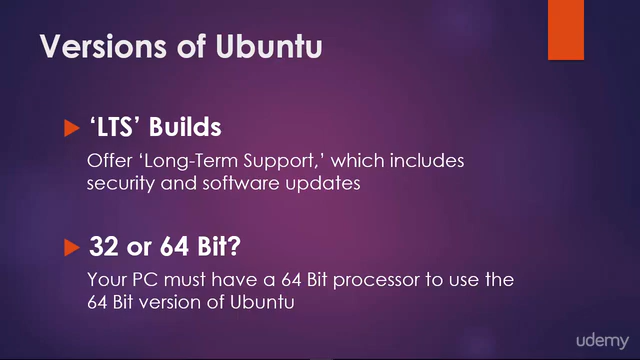 Versions of Ubuntu
‘LTS’ Builds
Offer ‘Long-Term Support,’ which includes
security and software updates
32 or 64 Bit?
Your PC must have a 64 Bit processor to use the
64 Bit version of Ubuntu
udemy